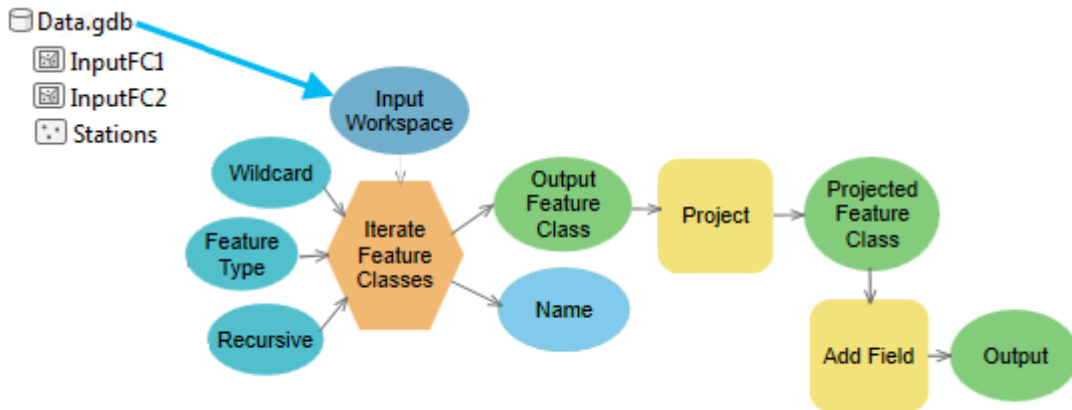 Data.gdb
InputFC1
InputFC2
Stations
Input
Workspace
Wildcard
Feature
Type
Recursive
Iterate
Feature
Classes
Output
Feature
Class
Name
Project
Projected
Feature
Class
Add Field
Output